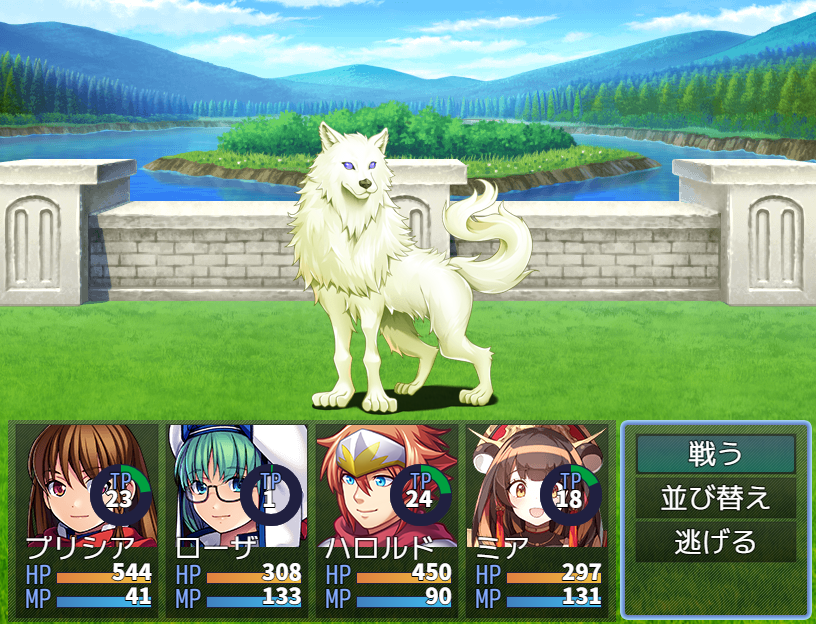 TP
23
プリシア
HP 544
MP 41
TP
1
ローザ
HP 308
MP 133
TP
24
ハロルド
HP 450
MP 90
TP
18
ミア
HP 297
MP 131
戦う
並び替え
逃げる